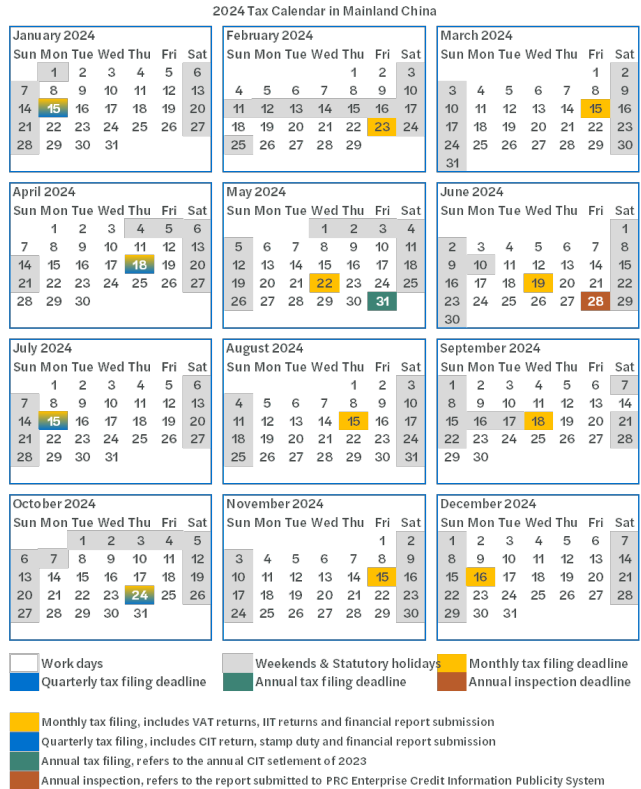 2024 Tax Calendar in Mainland China
January 2024
Sun Mon Tue Wed Thu Fri Sat
1 2 3 4 5 6
7 8 9 10 11 12 13
14 15 16 17 18 19 20
21 22 23 24 25 26 27
28 29 30 31
February 2024
Sun Mon Tue Wed Thu Fri Sat
1 2 3
4 5 6 7 8 9 10
11 12 13 14 15 16 17
18 19 20 21 22 23 24
25 26 27 28 29
March 2024
Sun Mon Tue Wed Thu Fri Sat
1 2
3 4 5 6 7 8 9
10 11 12 13 14 15 16
17 18 19 20 21 22 23
24 25 26 27 28 29 30
31
April 2024
Sun Mon Tue Wed Thu Fri Sat
1 2 3 4 5 6
7 8 9 10 11 12 13
14 15 16 17 18 19 20
21 22 23 24 25 26 27
28 29 30
May 2024
Sun Mon Tue Wed Thu Fri Sat
1 2 3 4
5 6 7 8 9 10 11
12 13 14 15 16 17 18
19 20 21 22 23 24 25
26 27 28 29 30 31
June 2024
Sun Mon Tue Wed Thu Fri Sat
1
2 3 4 5 6 7 8
9 10 11 12 13 14 15
16 17 18 19 20 21 22
23 24 25 26 27 28 29
30
July 2024
Sun Mon Tue Wed Thu Fri Sat
1 2 3 4 5 6
7 8 9 10 11 12 13
14 15 16 17 18 19 20
21 22 23 24 25 26 27
28 29 30 31
August 2024
Sun Mon Tue Wed Thu Fri Sat
1 2 3
4 5 6 7 8 9 10
11 12 13 14 15 16 17
18 19 20 21 22 23 24
25 26 27 28 29 30 31
September 2024
Sun Mon Tue Wed Thu Fri Sat
1 2 3 4 5 6 7
8 9 10 11 12 13 14
15 16 17 18 19 20 21
22 23 24 25 26 27 28
29 30
October 2024
Sun Mon Tue Wed Thu Fri Sat
1 2 3 4 5
6 7 8 9 10 11 12
13 14 15 16 17 18 19
20 21 22 23 24 25 26
27 28 29 30 31
November 2024
Sun Mon Tue Wed Thu Fri Sat
1 2
3 4 5 6 7 8 9
10 11 12 13 14 15 16
17 18 19 20 21 22 23
24 25 26 27 28 29 30
December 2024
Sun Mon Tue Wed Thu Fri Sat
1 2 3 4 5 6 7
8 9 10 11 12 13 14
15 16 17 18 19 20 21
22 23 24 25 26 27 28
29 30 31
Work days
Weekends & Statutory holidays
Monthly tax filing deadline
Quarterly tax filing deadline
Annual tax filing deadline
Annual inspection deadline
Monthly tax filing, includes VAT returns, IIT returns and financial report submission
Quarterly tax filing, includes CIT return, stamp duty and financial report submission
Annual tax filing, refers to the annual CIT setlement of 2023
Annual inspection, refers to the report submitted to PRC Enterprise Credit Information Publicity System